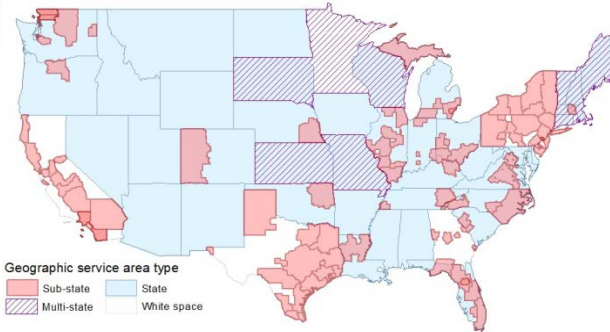 Geographic service area type
Sub-state State
Multi-state White space